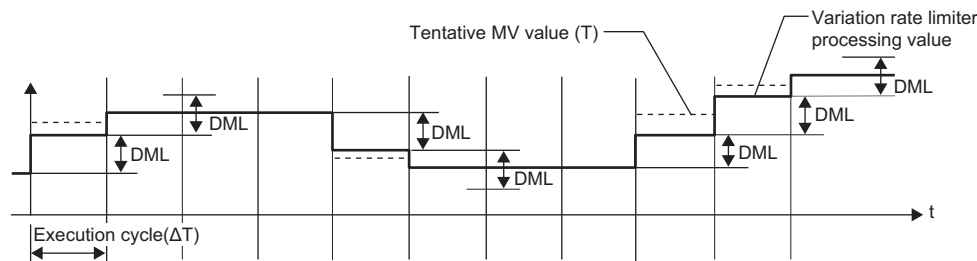 Variation rate limiter
processing value
Tentative MV value (T)
DML
DML
DML
DML
DML
DML
DML
DML
t
Execution cycle(ΔT)